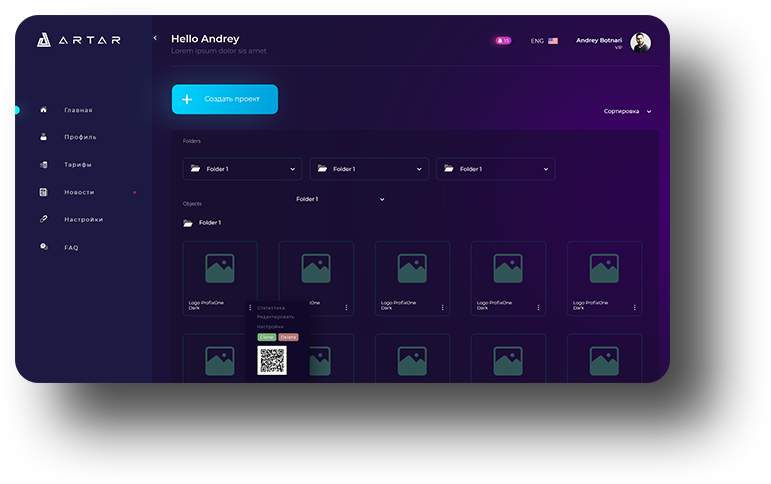 ARTAR
Hello Andrey
Lorem ipsum dolor sis amet
15
ENG
Andrey Botnari
VIP
Создать проект
Сортировка
Главная
Профиль
Тарифы
Новости
Настройки
FAQ
Folders
Folder 1
Folder 1
Folder 1
Objects
Folder 1
Folder 1
Logo ProfixOne
Dark
One
Logo ProfixOne
Dark
Logo ProfixOne
Dark
Logo ProfixOne
Dark
Статистика
Редактировать
Настройки
Clone
Delete